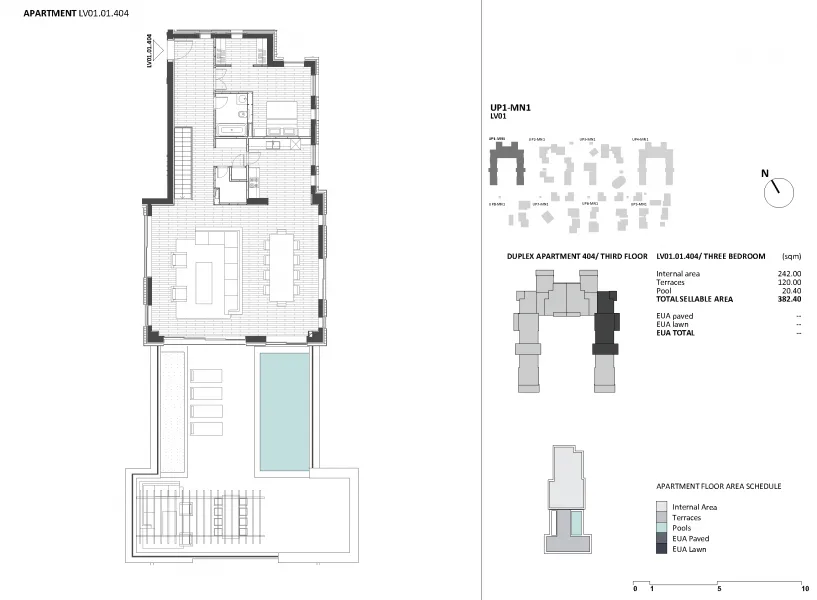 APARTMENT LV01.01.404
LV01.01.404
UP1-MN1
LV01
UP1-MN1 UP2-MN1 UP3-MN1 UP4-MN1
UP7-MN1 UP6-MN1 UP5-MN1
N
DUPLEX APARTMENT 404/ THIRD FLOOR LV01.01.404/ THREE BEDROOM (sqm)
Internal area 242.00
Terraces 120.00
Pool 20.40
TOTAL SELLABLE AREA 382.40
EUA paved --
EUA lawn --
EUA TOTAL --
APARTMENT FLOOR AREA SCHEDULE
Internal Area
Terraces
Pools
EUA Paved
EUA Lawn
0 1 5 10